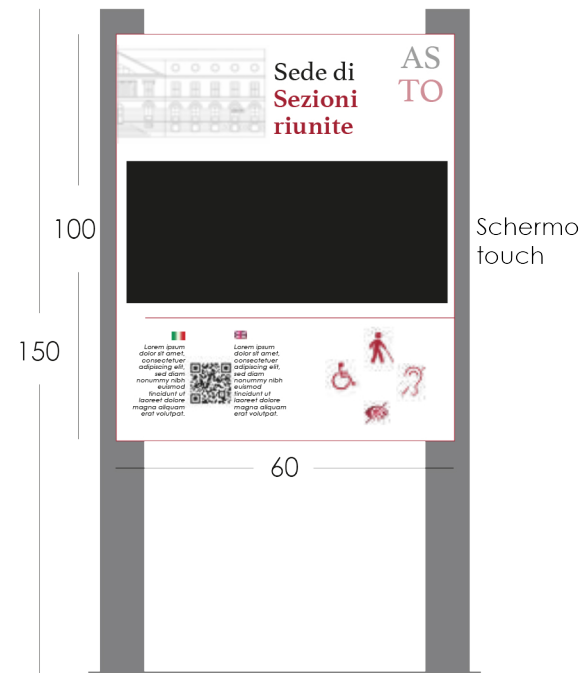 AS
TO
Sede di
Sezioni
riunite
100
Schermo
touch
150
Lorem ipsum
dolor sit amet,
consectetuer
adipiscing elit,
sed diam
nonummy nibh
euismod
tincidunt ut
laoreet dolore
magna aliquam
erat volutpat.
Lorem ipsum
dolor sit amet,
consectetuer
adipiscing elit,
sed diam
nonummy nibh
euismod
tincidunt ut
laoreet dolore
magna aliquam
erat volutpat.
60